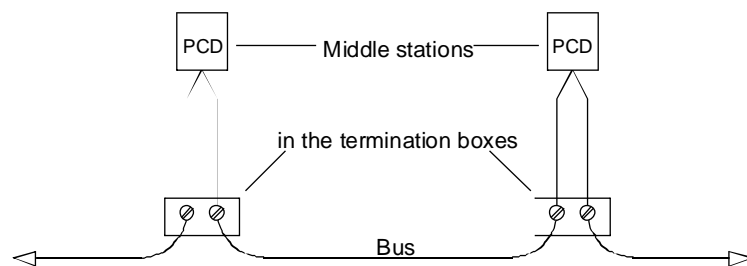 PCD Middle stations PCD
in the termination boxes
Bus